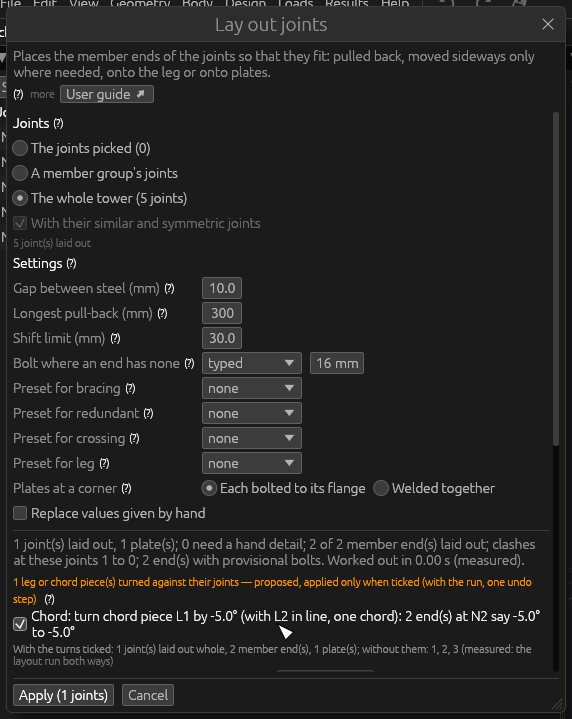 File Edit View Geometry Body Design Loads Results Help
Lay out joints
Places the member ends of the joints so that they fit: pulled back, moved sideways only
where needed, onto the leg or onto plates.
(?) more User guide
Joints (?)
The joints picked (0)
A member group's joints
The whole tower (5 joints)
With their similar and symmetric joints
5 joint(s) laid out
Settings (?)
Gap between steel (mm) (?) 10.0
Longest pull-back (mm) (?) 300
Shift limit (mm) (?) 30.0
Bolt where an end has none (?) typed 16 mm
Preset for bracing (?) none
Preset for redundant (?) none
Preset for crossing (?) none
Preset for leg (?) none
Plates at a corner (?) Each bolted to its flange Welded together
Replace values given by hand
1 joint(s) laid out, 1 plate(s); 0 need a hand detail; 2 of 2 member end(s) laid out; clashes
at these joints 1 to 0; 2 end(s) with provisional bolts. Worked out in 0.00 s (measured).
1 leg or chord piece(s) turned against their joints — proposed, applied only when ticked (with the run, one undo
step) (?)
Chord: turn chord piece L1 by -5.0° (with L2 in line, one chord): 2 end(s) at N2 say -5.0°
to -5.0°
With the turns ticked: 1 joint(s) laid out whole, 2 member end(s), 1 plate(s); without them: 1, 2, 3 (measured: the
layout run both ways)
Apply (1 joints) Cancel